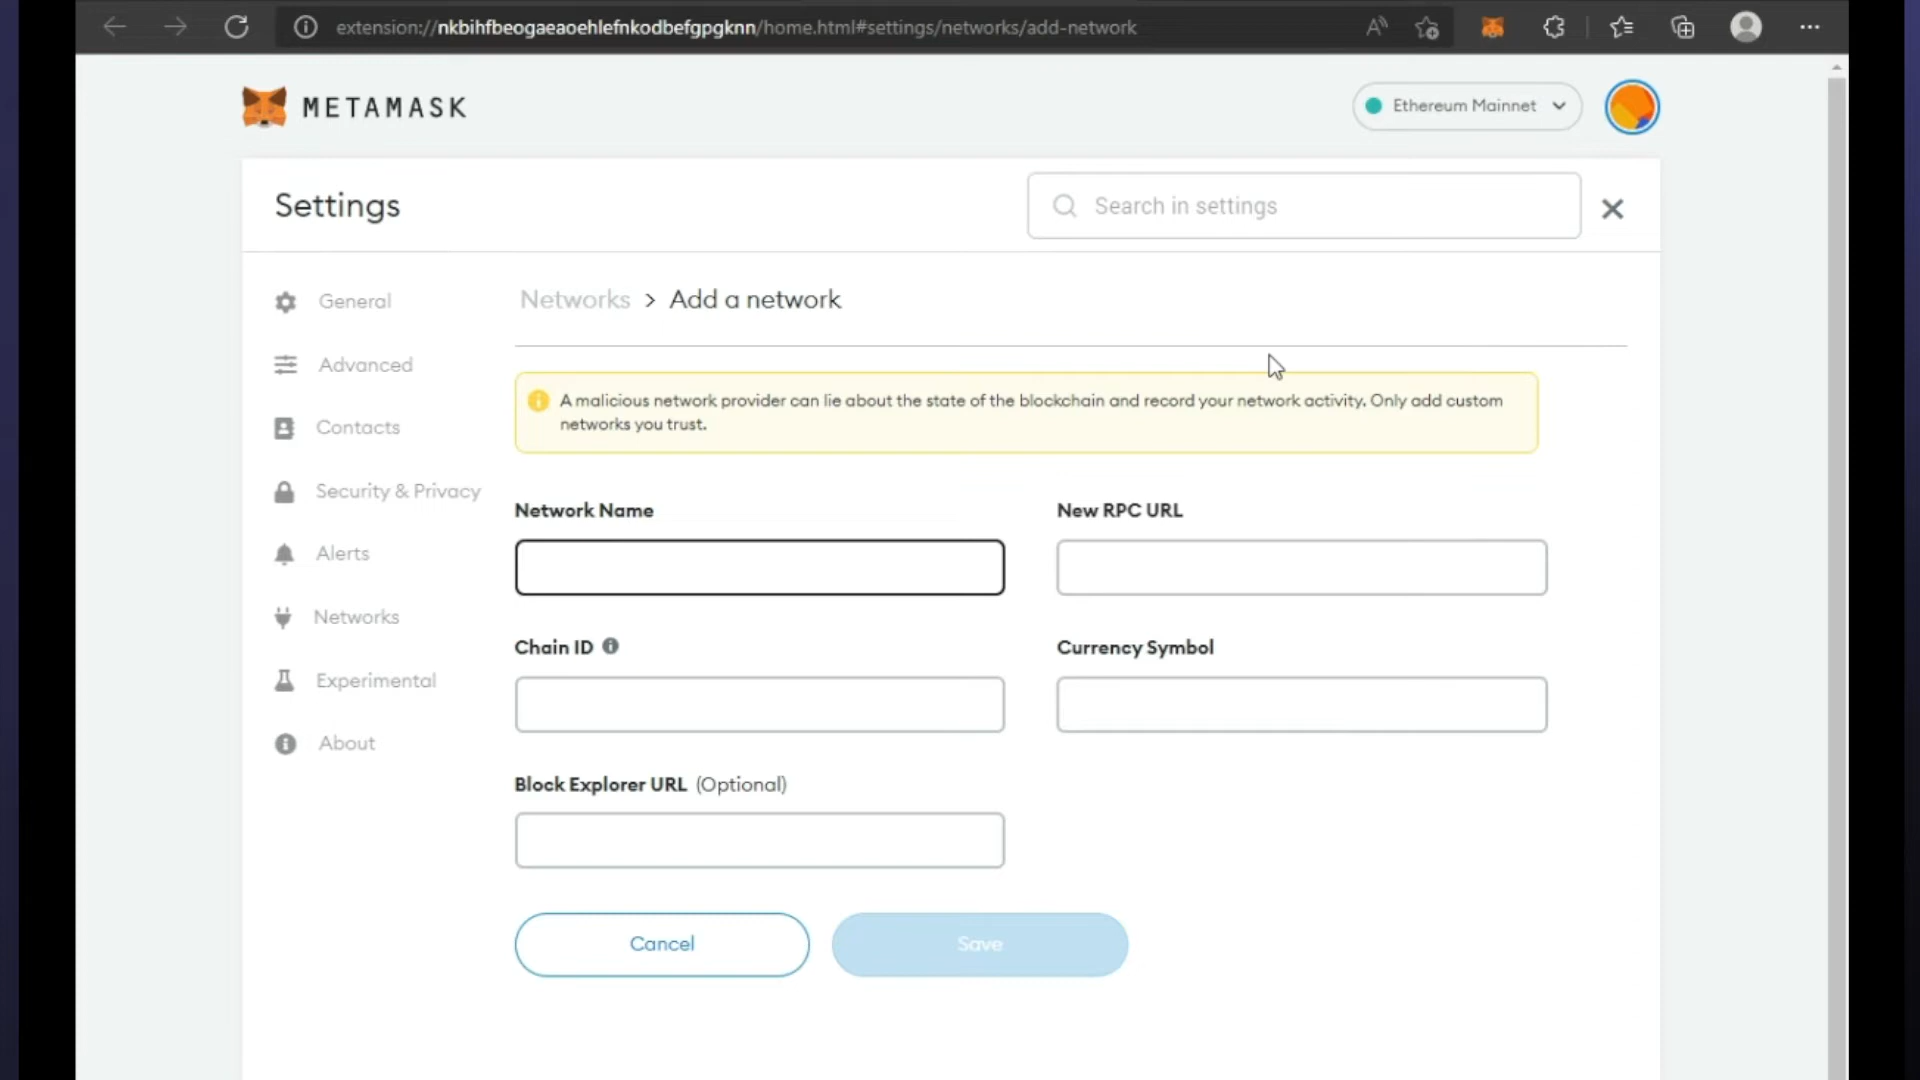 extension://nkbihfbeogaeaoehlefnkodbefgpgknn/home.html#settings/networks/add-network
METAMASK
Ethereum Mainnet
Settings
Search in settings
General
Networks > Add a network
Advanced
A malicious network provider can lie about the state of the blockchain and record your network activity. Only add custom
networks you trust.
Contacts
Security & Privacy
Alerts
Networks
Experimental
About
Network Name
New RPC URL
Chain ID
Currency Symbol
Block Explorer URL (Optional)
Cancel
Save